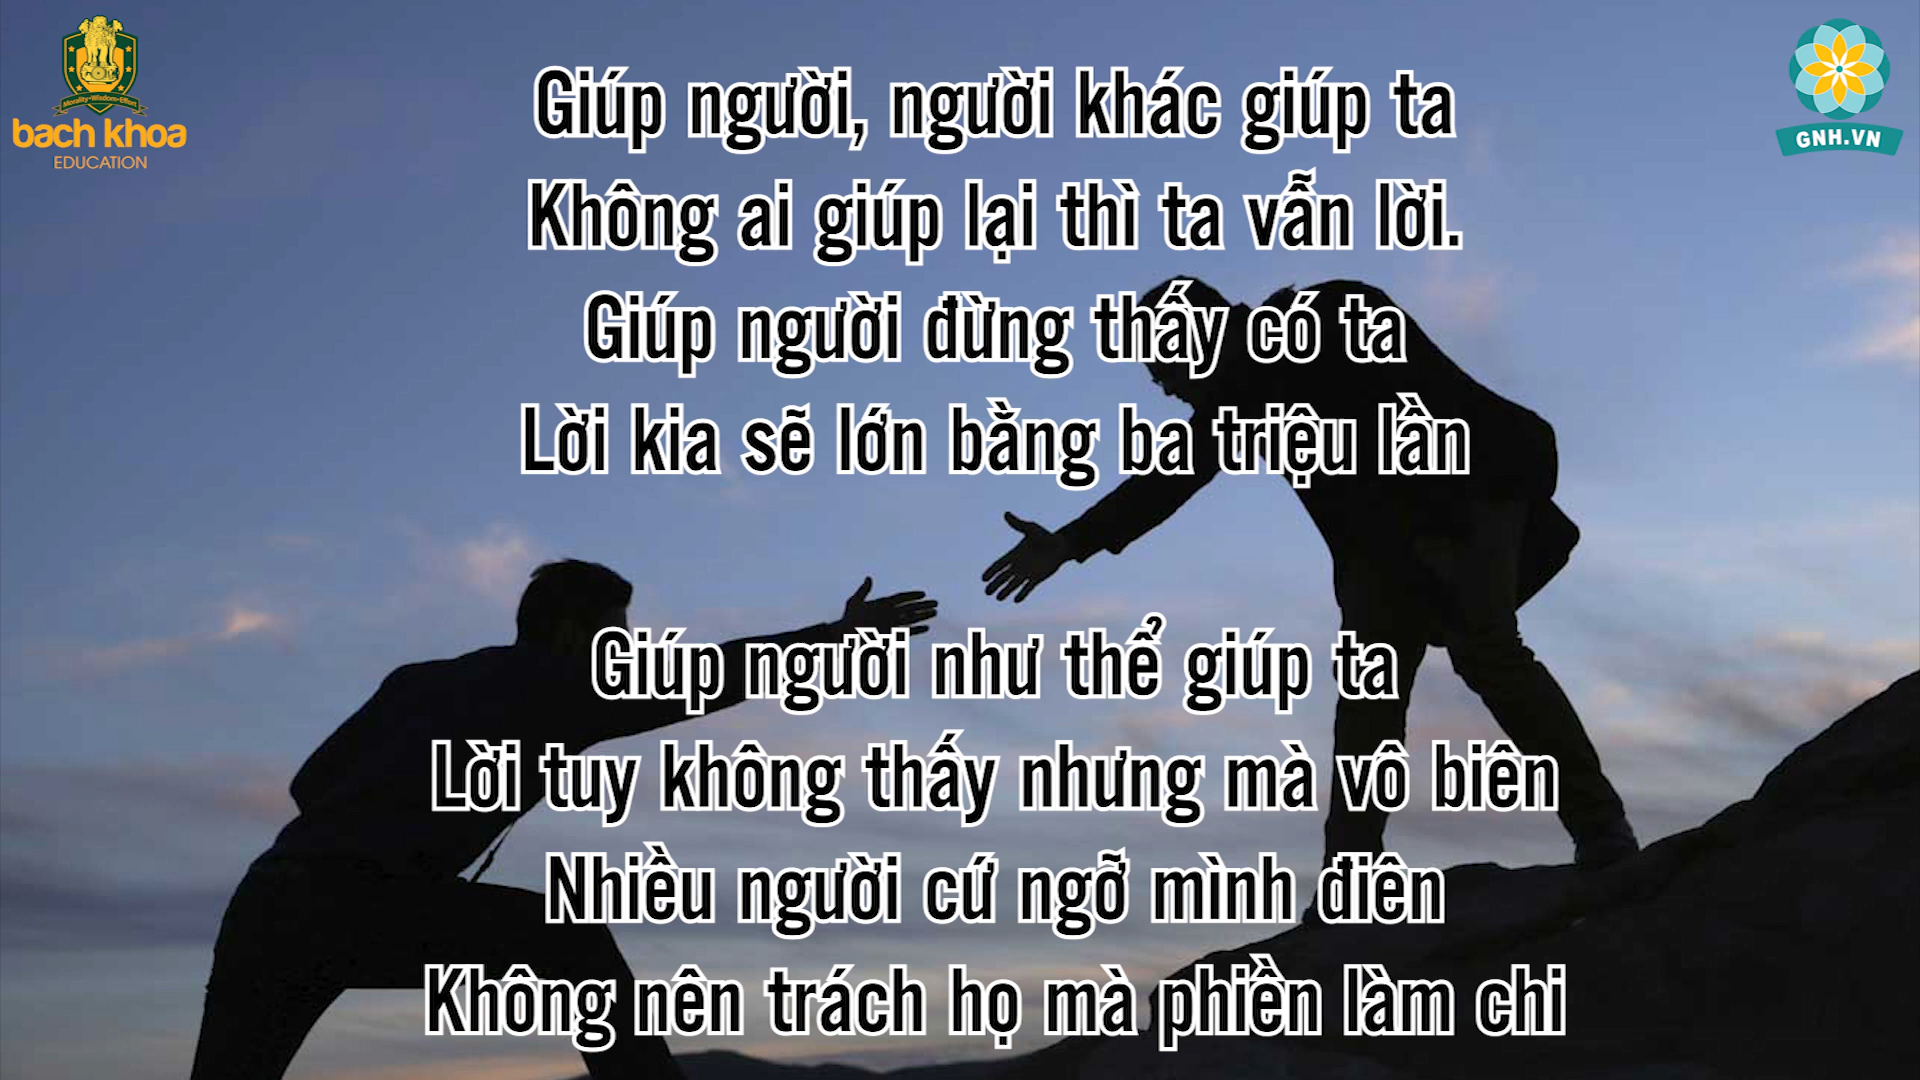 Morality-Wisdom-Effort
bach khoa
EDUCATION
GNH.VN
Giúp người, người khác giúp ta
Không ai giúp lại thì ta vẫn lời.
Giúp người đừng thấy có ta
Lời kia sẽ lớn bằng ba triệu lần
Giúp người như thể giúp ta
Lời tuy không thấy nhưng mà vô biên
Nhiều người cứ ngỡ mình điên
Không nên trách họ mà phiền làm chi